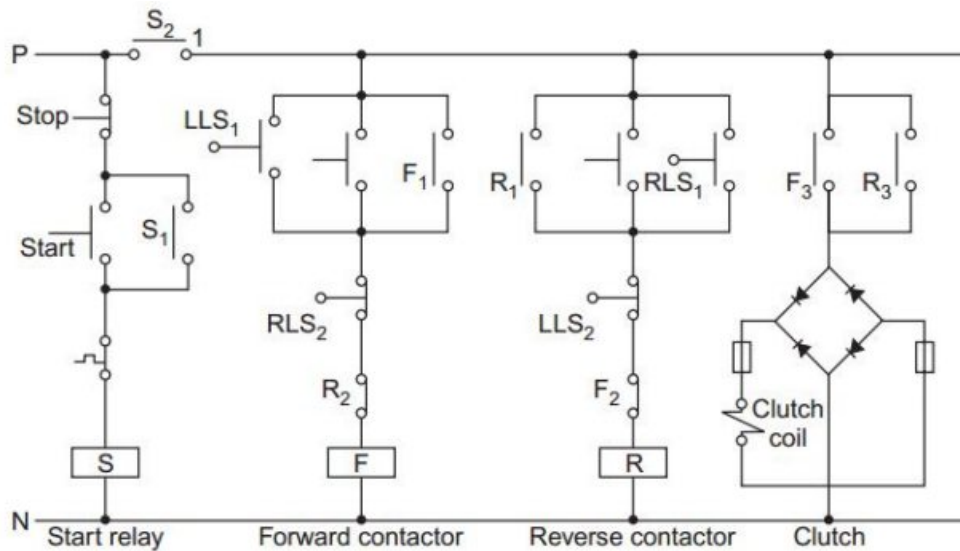 S₂
P
1
Stop
LLS₁
F₁
R₁
RLS₁
F₃
R₃
Start
S₁
RLS₂
LLS₂
R₂
F₂
Clutch
coil
S
F
R
N
Start relay
Forward contactor
Reverse contactor
Clutch